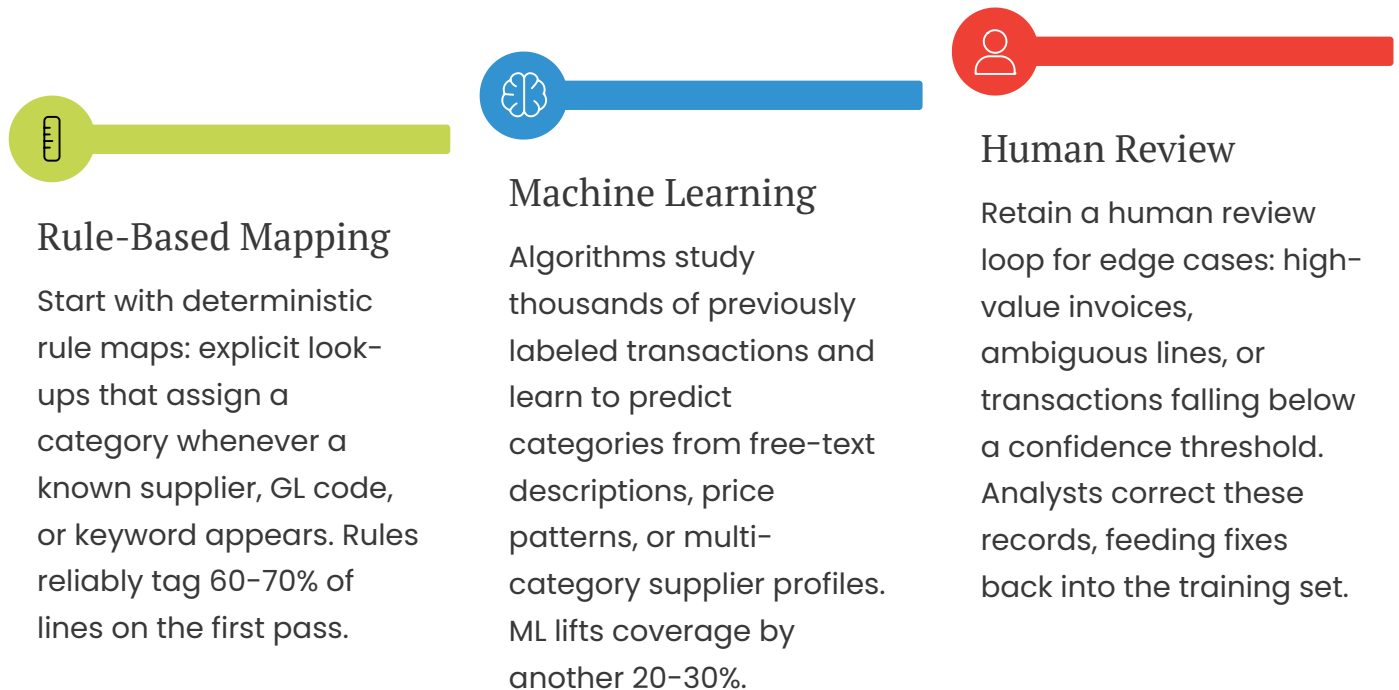 Rule-Based Mapping
Start with deterministic
rule maps: explicit look-
ups that assign a
category whenever a
known supplier, GL code,
or keyword appears. Rules
reliably tag 60-70% of
lines on the first pass.
Machine Learning
Algorithms study
thousands of previously
labeled transactions and
learn to predict
categories from free-text
descriptions, price
patterns, or multi-
category supplier profiles.
ML lifts coverage by
another 20-30%.
Human Review
Retain a human review
loop for edge cases: high-
value invoices,
ambiguous lines, or
transactions falling below
a confidence threshold.
Analysts correct these
records, feeding fixes
back into the training set.